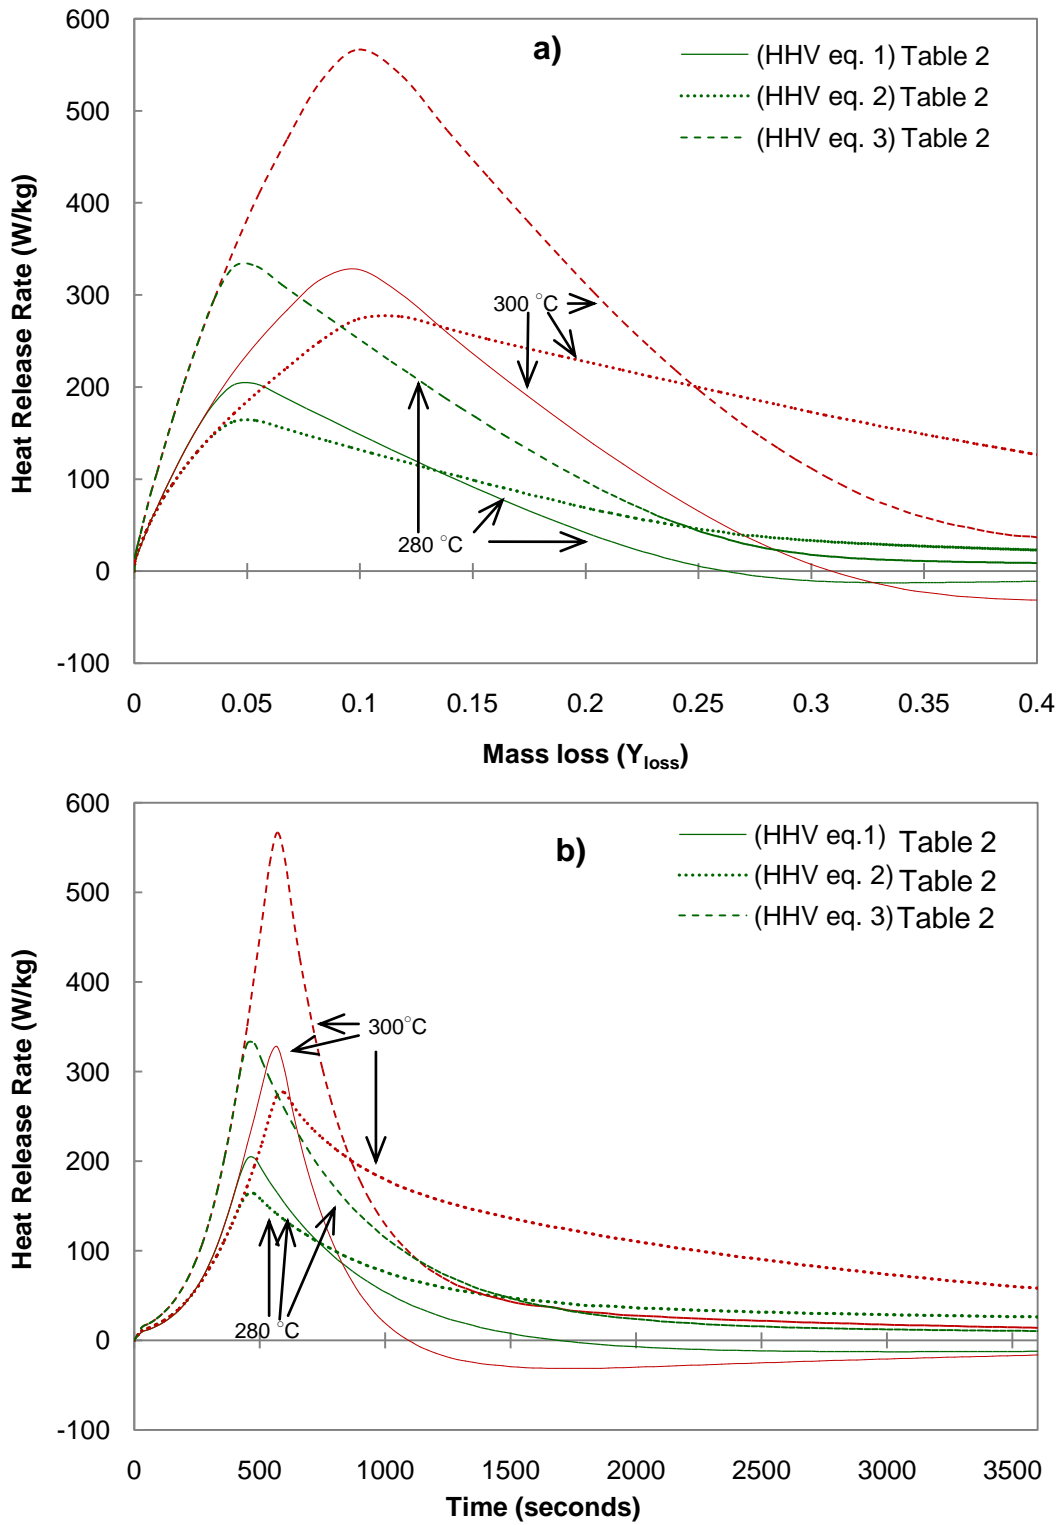 600
500
400
300
200
100
0
-100
Heat Release Rate (W/kg)
a)
(HHV eq. 1) Table 2
(HHV eq. 2) Table 2
(HHV eq. 3) Table 2
300 °C
280 °C
0 0.05 0.1 0.15 0.2 0.25 0.3 0.35 0.4
Mass loss (Yloss)
600
500
400
300
200
100
0
-100
Heat Release Rate (W/kg)
b)
(HHV eq.1) Table 2
(HHV eq. 2) Table 2
(HHV eq. 3) Table 2
300°C
280 °C
0 500 1000 1500 2000 2500 3000 3500
Time (seconds)